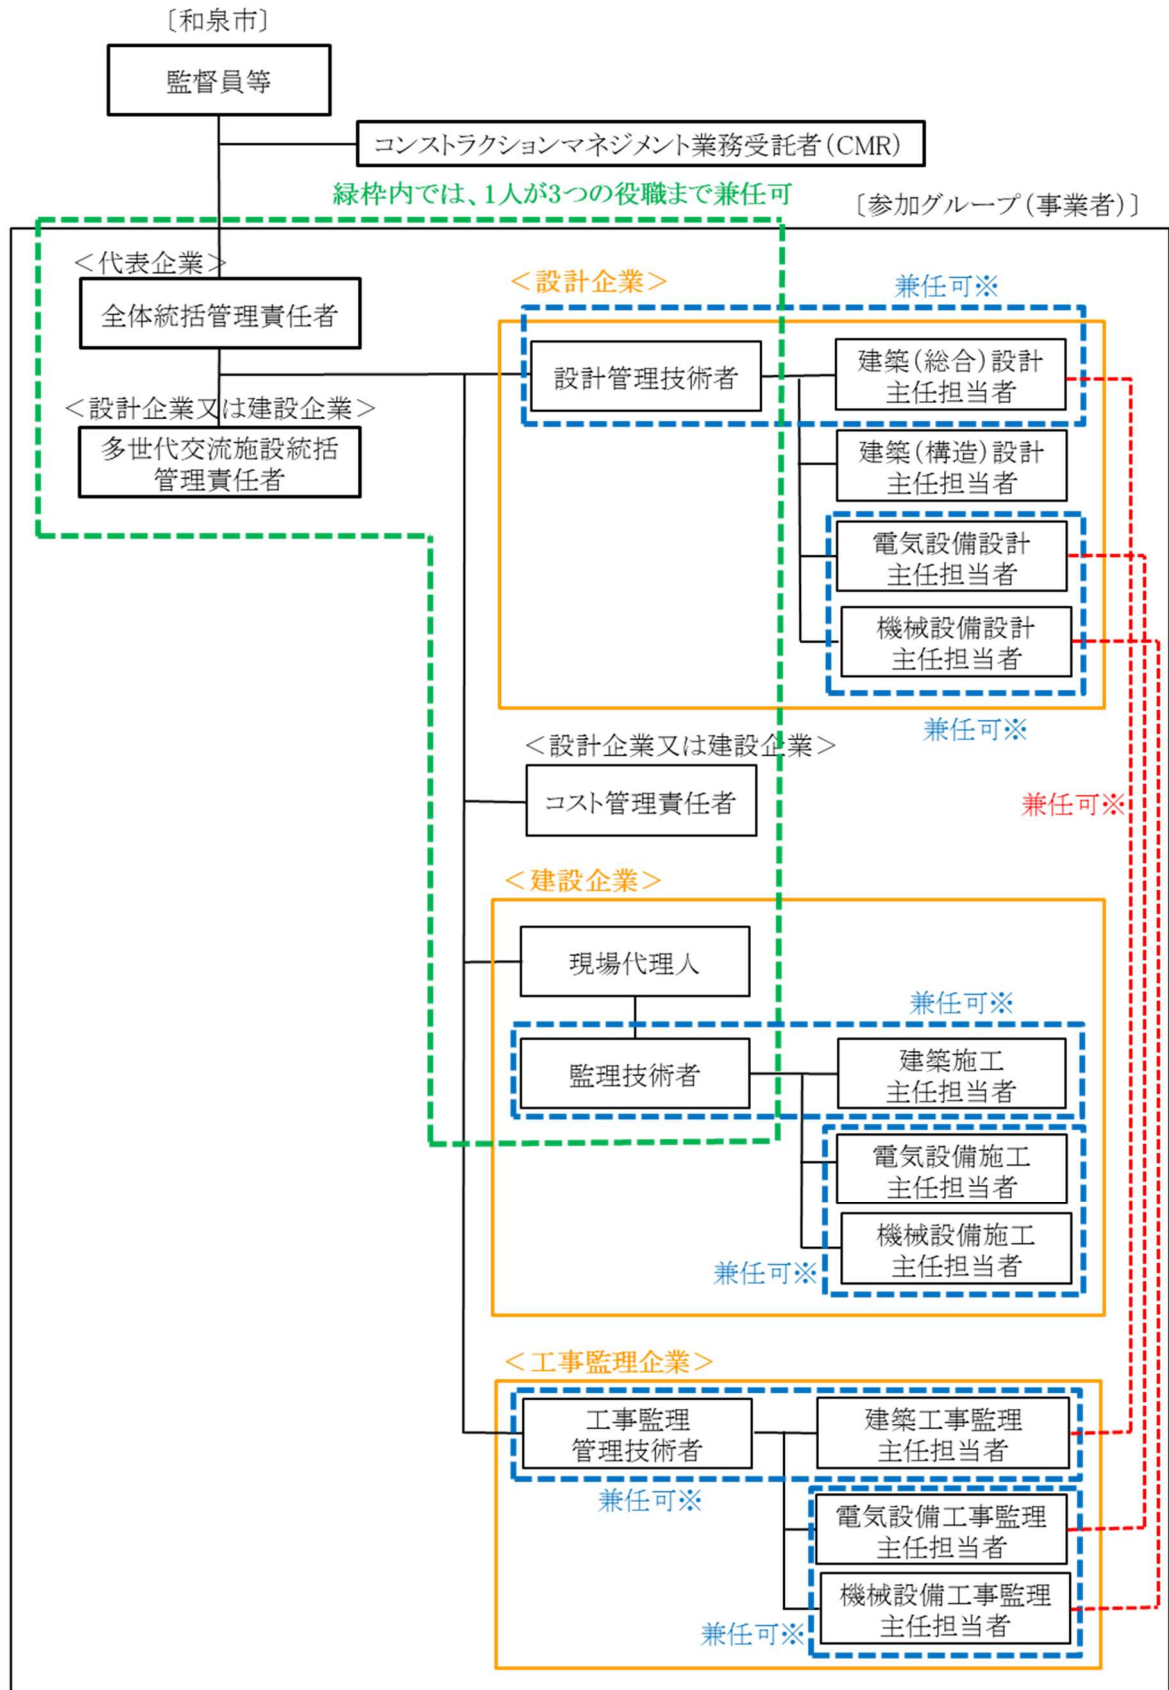 〔和泉市〕
監督員等
コンストラクションマネジメント業務受託者(CMR)
緑枠内では、1人が3つの役職まで兼任可
〔参加グループ(事業者)〕
＜代表企業＞
全体統括管理責任者
＜設計企業又は建設企業＞
多世代交流施設統括
管理責任者
＜設計企業＞
兼任可※
設計管理技術者
建築(総合)設計
主任担当者
建築(構造)設計
主任担当者
電気設備設計
主任担当者
機械設備設計
主任担当者
兼任可※
＜設計企業又は建設企業＞
コスト管理責任者
兼任可※
＜建設企業＞
現場代理人
兼任可※
監理技術者
建築施工
主任担当者
電気設備施工
主任担当者
機械設備施工
主任担当者
兼任可※
＜工事監理企業＞
工事監理
管理技術者
建築工事監理
主任担当者
兼任可※
電気設備工事監理
主任担当者
機械設備工事監理
主任担当者
兼任可※